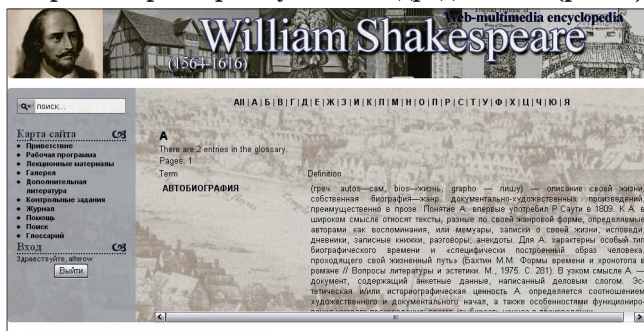 Web-multimedia encyclopedia
William Shakespeare
(1564-1616)
поиск...
All | А | Б | В | Г | Д | Е | Ж | З | И | К | Л | М | Н | О | П | Р | С | Т | У | Ф | Х | Ц | Ч | Ю | Я
Карта сайта
Приветствие
Рабочая программа
Лекционные материалы
Галерея
Дополнительная
литература
Контрольные задания
Журнал
Помощь
Поиск
Глоссарий
Вход
Здравствуйте, alterow
Выйти
А
There are 2 entries in the glossary.
Pages: 1
Term Definition
АВТОБИОГРАФИЯ
(греч. autos—сам, bios—жизнь, grapho — пишу) — описание своей жизни,
собственная биография—жанр документально-художественных произведений,
преимущественно в прозе. Понятие А. впервые употребил Р.Саути в 1809. К А. в
широком смысле относят тексты, разные по своей жанровой форме, определяемые
авторами как воспоминания, или мемуары, записки о своей жизни, исповеди,
дневники, записные книжки, разговоры, анекдоты. Для А. характерны особый тип
биографического времени и «специфически построенный образ человека,
проходящего свой жизненный путь» (Бахтин М.М. Формы времени и хронотопа в
романе // Вопросы литературы и эстетики. М., 1975. С. 281). В узком смысле А. —
документ, содержащий анкетные данные, написанный деловым слогом. Эс-
тетическая и/или историографическая ценность А. определяется соотношением
художественного и документального начал, а также особенностями функциониро-